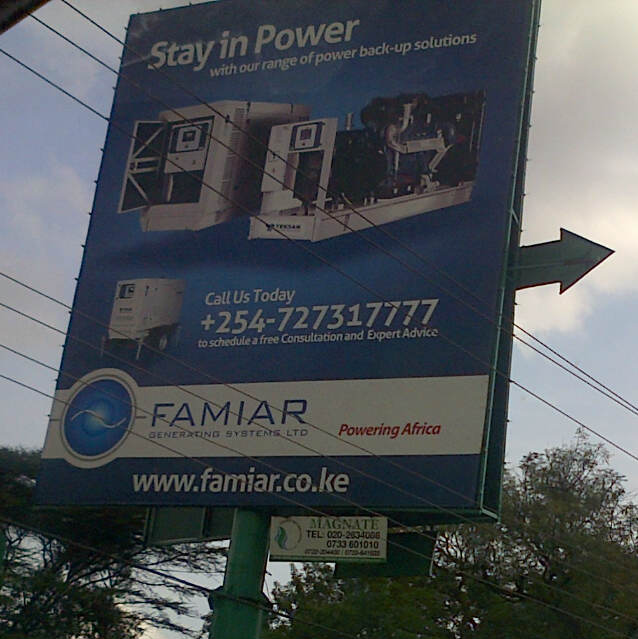 Stay in Power
with our range of power back-up solutions
TEKSAN
Call Us Today
+254-727317777
to schedule a free Consultation and Expert Advice
FAMIAR
GENERATING SYSTEMS LTD
Powering Africa
www.famiar.co.ke
MAGNATE
TEL: 020-2634066
0733 601010